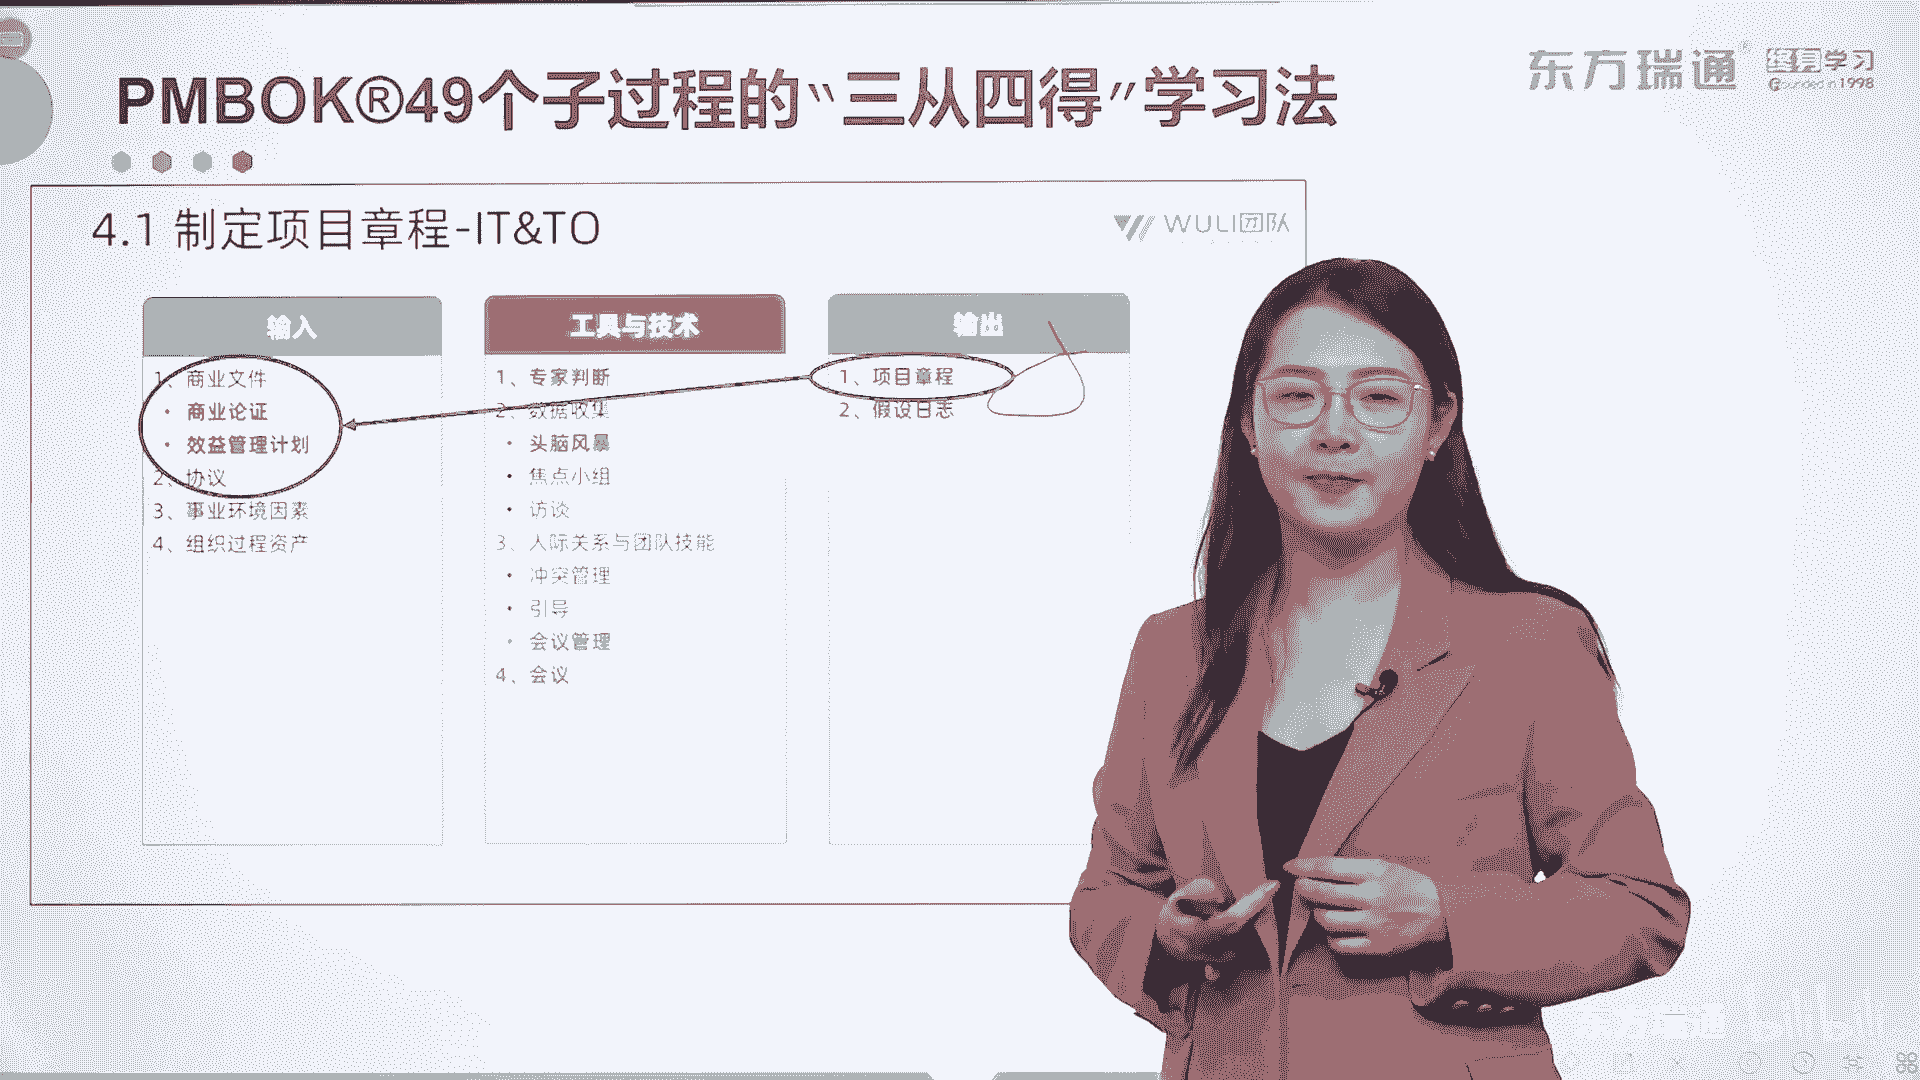 PMBOK®49个子过程的“三从四得”学习法
东方瑞通®
终身学习
Founded in 1998
4.1 制定项目章程-IT&TO
WULI团队
输入
1、商业文件
• 商业论证
• 效益管理计划
2、协议
3、事业环境因素
4、组织过程资产
工具与技术
1、专家判断
2、数据收集
• 头脑风暴
• 焦点小组
• 访谈
3、人际关系与团队技能
• 冲突管理
• 引导
• 会议管理
4、会议
输出
1、项目章程
2、假设日志
东方瑞通 bilibili